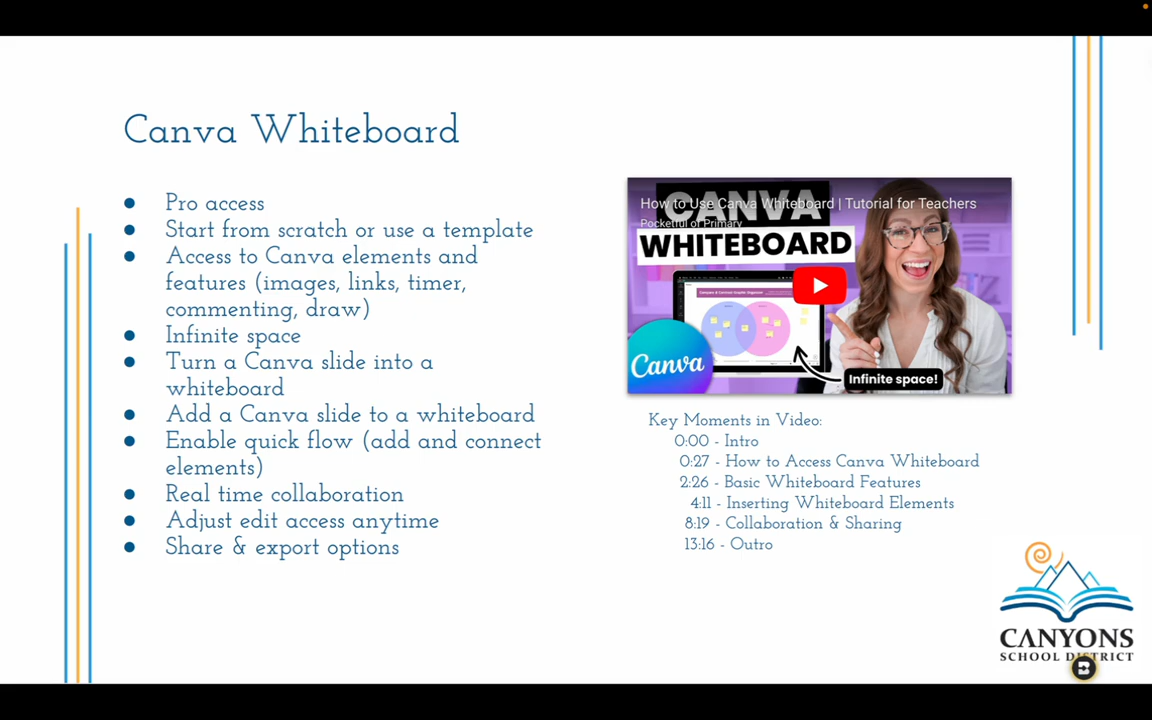 Canva Whiteboard
● Pro access
● Start from scratch or use a template
● Access to Canva elements and
features (images, links, timer,
commenting, draw)
● Infinite space
● Turn a Canva slide into a
whiteboard
● Add a Canva slide to a whiteboard
● Enable quick flow (add and connect
elements)
● Real time collaboration
● Adjust edit access anytime
● Share & export options
CANVA
How to Use Canva Whiteboard | Tutorial for Teachers
Pocketful of Primary
WHITEBOARD
Canva
Infinite space!
Key Moments in Video:
0:00 - Intro
0:27 - How to Access Canva Whiteboard
2:26 - Basic Whiteboard Features
4:11 - Inserting Whiteboard Elements
8:19 - Collaboration & Sharing
13:16 - Outro
CANYONS
SCHOOL DISTRICT